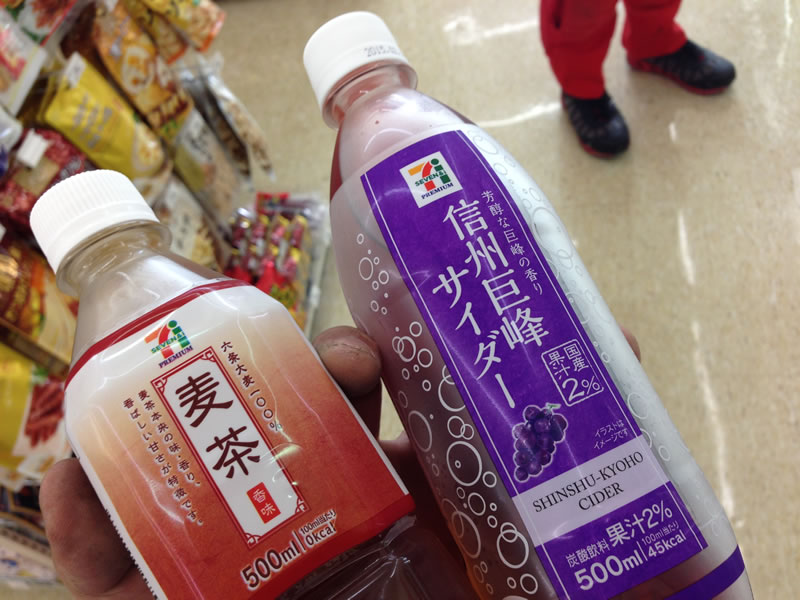 SEVEN & i
PREMIUM
六条大麦一〇〇%
麦茶
香味
麦茶本来の味・香り、
香ばしい甘さが特徴です。
500ml
100ml当たり
0kcal
SEVEN & i
PREMIUM
芳醇な巨峰の香り
信州巨峰
サイダー
国産
果汁2%
イラストは
イメージです
SHINSHU-KYOHO
CIDER
炭酸飲料 果汁2%
500ml
100ml当たり
45kcal